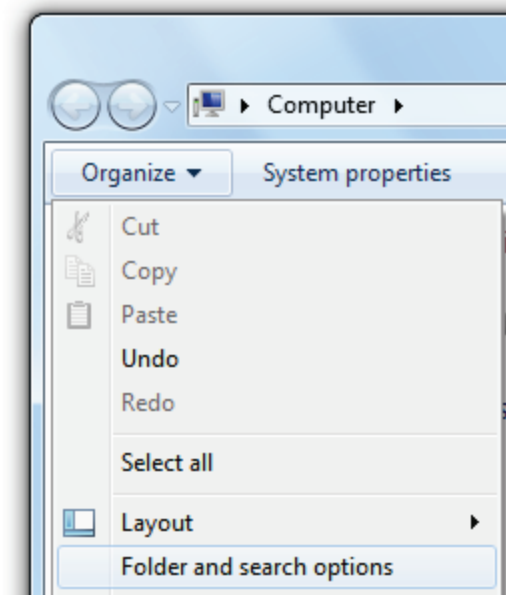 Computer
Organize System properties
Cut
Copy
Paste
Undo
Redo
Select all
Layout
Folder and search options